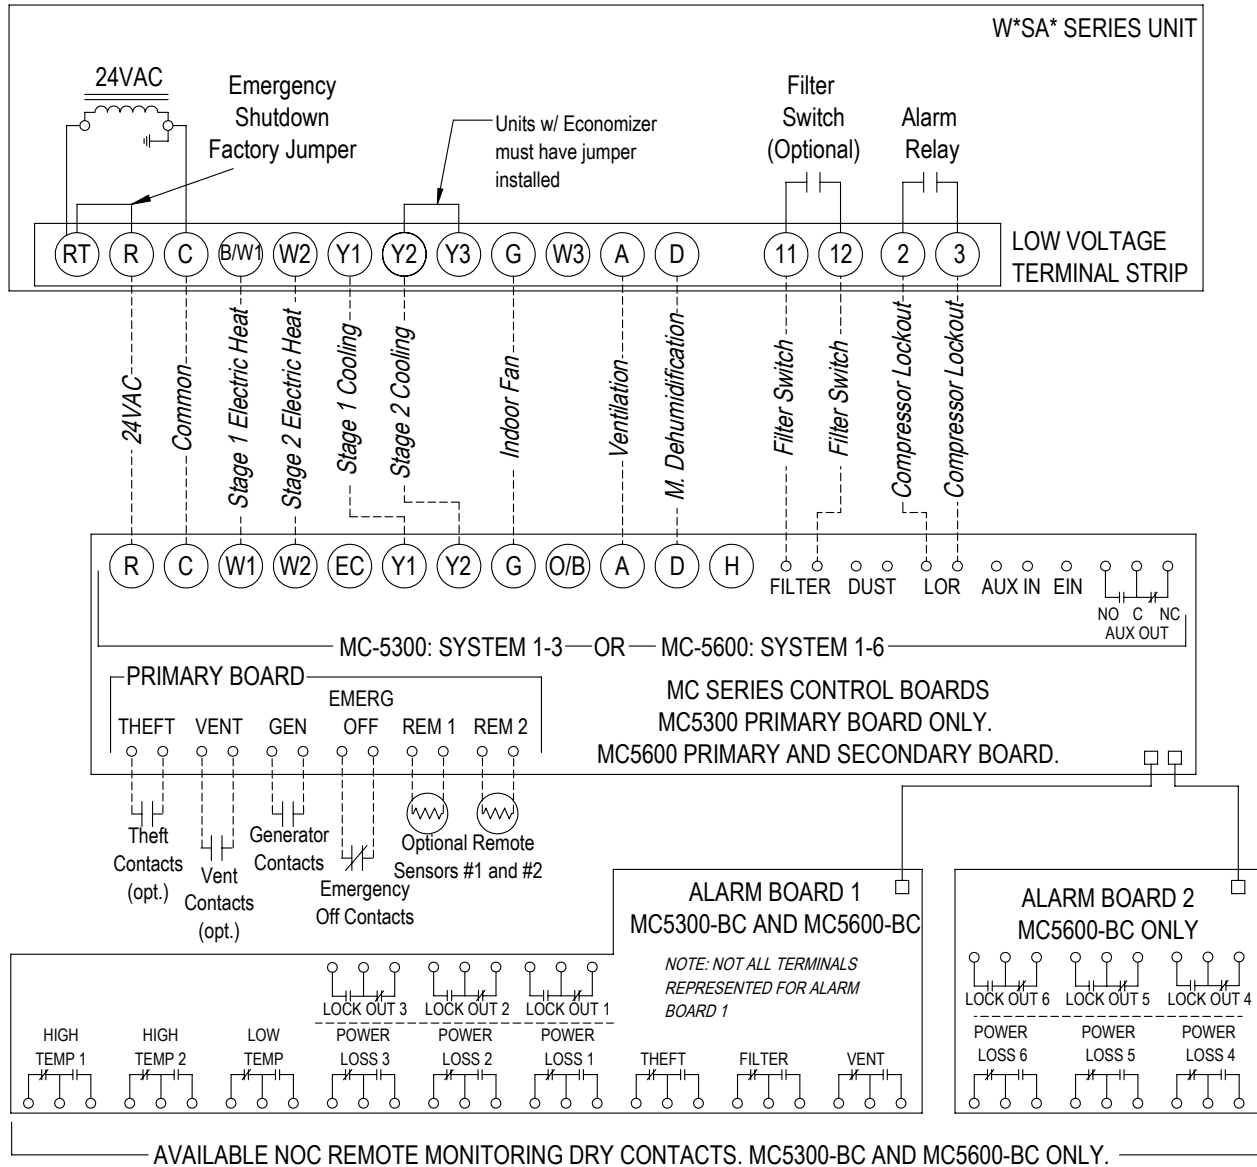 W*SA* SERIES UNIT
24VAC
Emergency
Shutdown
Factory Jumper
Units w/ Economizer
must have jumper
installed
Filter
Switch
(Optional)
Alarm
Relay
RT R C B/W1 W2 Y1 Y2 Y3 G W3 A D 11 12 2 3
LOW VOLTAGE
TERMINAL STRIP
24VAC
Common
Stage 1 Electric Heat
Stage 2 Electric Heat
Stage 1 Cooling
Stage 2 Cooling
Indoor Fan
Ventilation
M. Dehumidification
Filter Switch
Filter Switch
Compressor Lockout
Compressor Lockout
R C W1 W2 EC Y1 Y2 G O/B A D H
FILTER DUST LOR AUX IN EIN
NO C NC
AUX OUT
MC-5300: SYSTEM 1-3 OR MC-5600: SYSTEM 1-6
PRIMARY BOARD
MC SERIES CONTROL BOARDS
MC5300 PRIMARY BOARD ONLY.
MC5600 PRIMARY AND SECONDARY BOARD.
EMERG
THEFT VENT GEN OFF REM 1 REM 2
Theft
Contacts
(opt.)
Vent
Contacts
(opt.)
Generator
Contacts
Emergency
Off Contacts
Optional Remote
Sensors #1 and #2
ALARM BOARD 1
MC5300-BC AND MC5600-BC
NOTE: NOT ALL TERMINALS
REPRESENTED FOR ALARM
BOARD 1
ALARM BOARD 2
MC5600-BC ONLY
LOCK OUT 3 LOCK OUT 2 LOCK OUT 1
LOCK OUT 6 LOCK OUT 5 LOCK OUT 4
HIGH HIGH LOW POWER POWER POWER
TEMP 1 TEMP 2 TEMP LOSS 3 LOSS 2 LOSS 1 THEFT FILTER VENT
POWER POWER POWER
LOSS 6 LOSS 5 LOSS 4
AVAILABLE NOC REMOTE MONITORING DRY CONTACTS. MC5300-BC AND MC5600-BC ONLY.